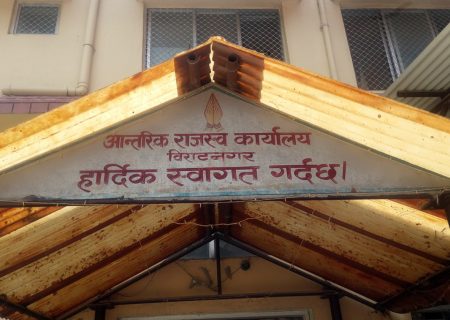 आन्तरिक राजस्व कार्यालय
विराटनगर
हार्दिक स्वागत गर्दछ।